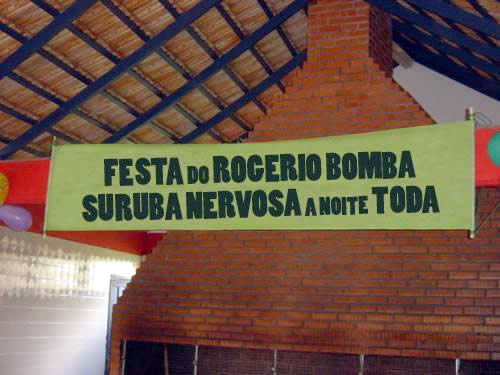 FESTA DO ROGERIO BOMBA
SURUBA NERVOSA A NOITE TODA